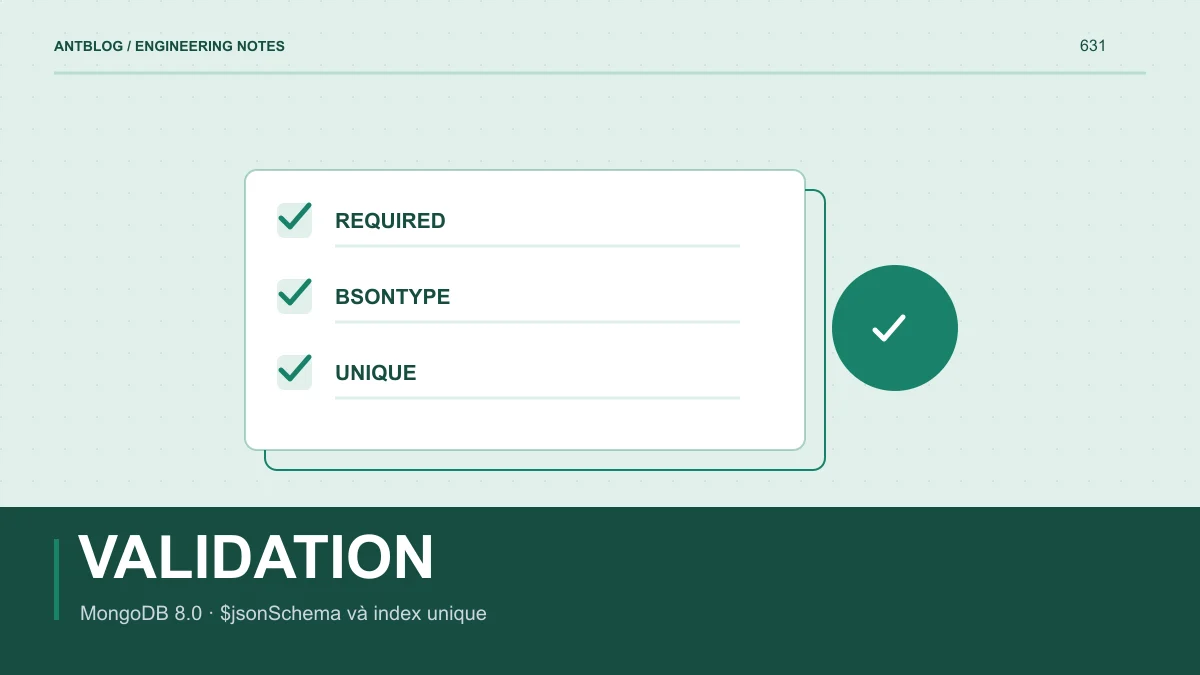 ANTBLOG / ENGINEERING NOTES
631
REQUIRED
BSONTYPE
UNIQUE
VALIDATION
MongoDB 8.0 · $jsonSchema và index unique